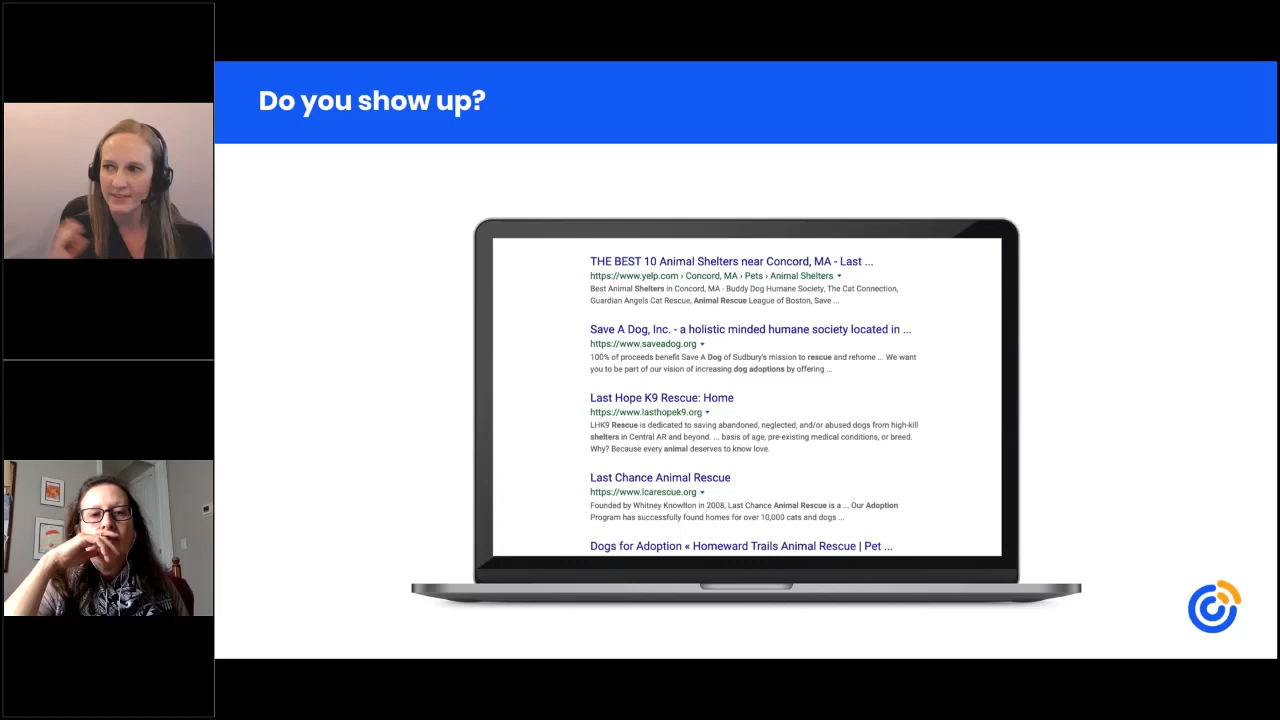 Do you show up?
THE BEST 10 Animal Shelters near Concord, MA - Last ...
https://www.yelp.com › Concord, MA › Pets › Animal Shelters
Best Animal Shelters in Concord, MA - Buddy Dog Humane Society, The Cat Connection,
Guardian Angels Cat Rescue, Animal Rescue League of Boston, Save ...
Save A Dog, Inc. - a holistic minded humane society located in ...
https://www.saveadog.org
100% of proceeds benefit Save A Dog of Sudbury's mission to rescue and rehome ... We want
you to be part of our vision of increasing dog adoptions by offering ...
Last Hope K9 Rescue: Home
https://www.lasthopek9.org
LHK9 Rescue is dedicated to saving abandoned, neglected, and/or abused dogs from high-kill
shelters in Central AR and beyond. ... basis of age, pre-existing medical conditions, or breed.
Why? Because every animal deserves to know love.
Last Chance Animal Rescue
https://www.lcarescue.org
Founded by Whitney Knowlton in 2008, Last Chance Animal Rescue is a ... Our Adoption
Program has successfully found homes for over 10,000 cats and dogs ...
Dogs for Adoption « Homeward Trails Animal Rescue | Pet ...